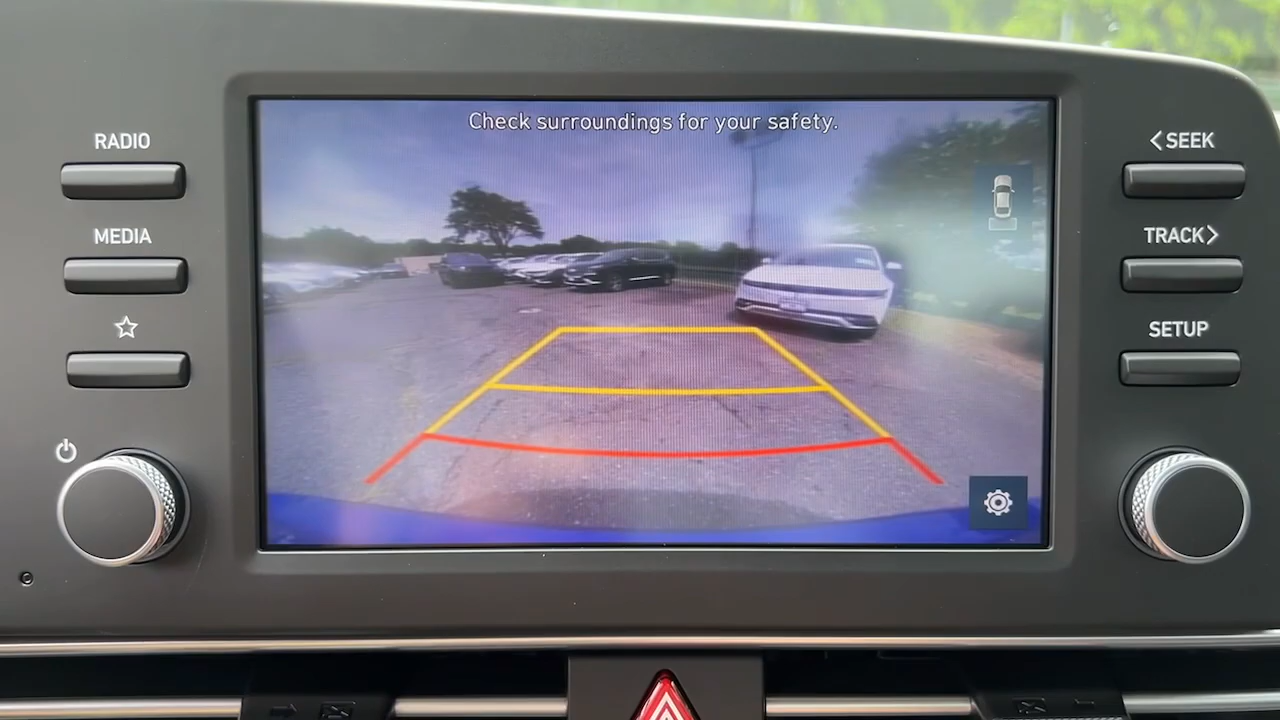 Check surroundings for your safety.
RADIO
MEDIA
<SEEK
TRACK>
SETUP